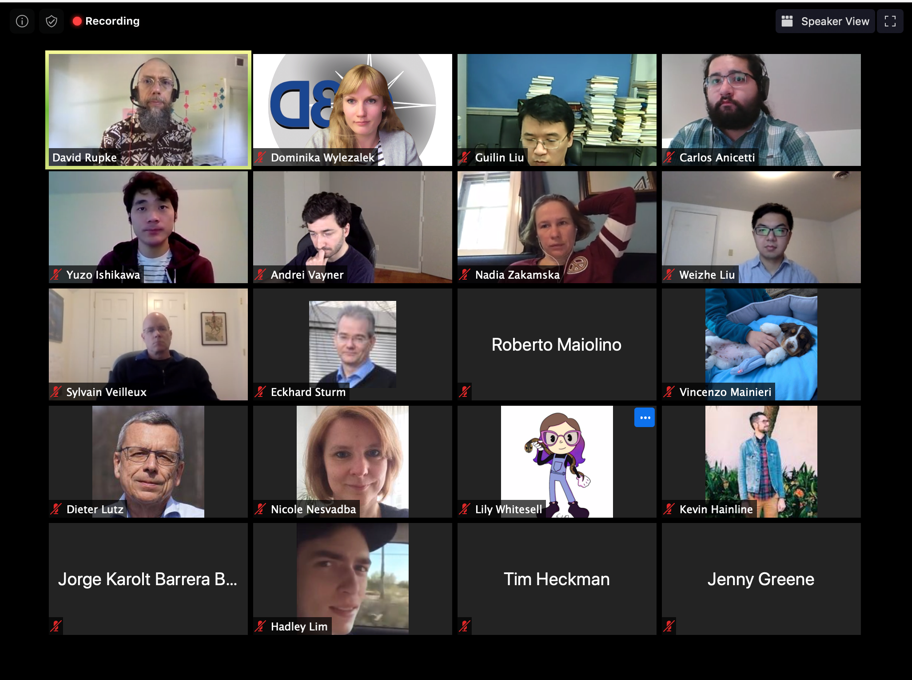 Recording
Speaker View
David Rupke
Dominika Wylezalek
Guilin Liu
Carlos Anicetti
Yuzo Ishikawa
Andrei Vayner
Nadia Zakamska
Weizhe Liu
Sylvain Veilleux
Eckhard Sturm
Roberto Maiolino
Vincenzo Mainieri
Dieter Lutz
Nicole Nesvadba
Lily Whitesell
Kevin Hainline
Jorge Karolt Barrera B...
Hadley Lim
Tim Heckman
Jenny Greene